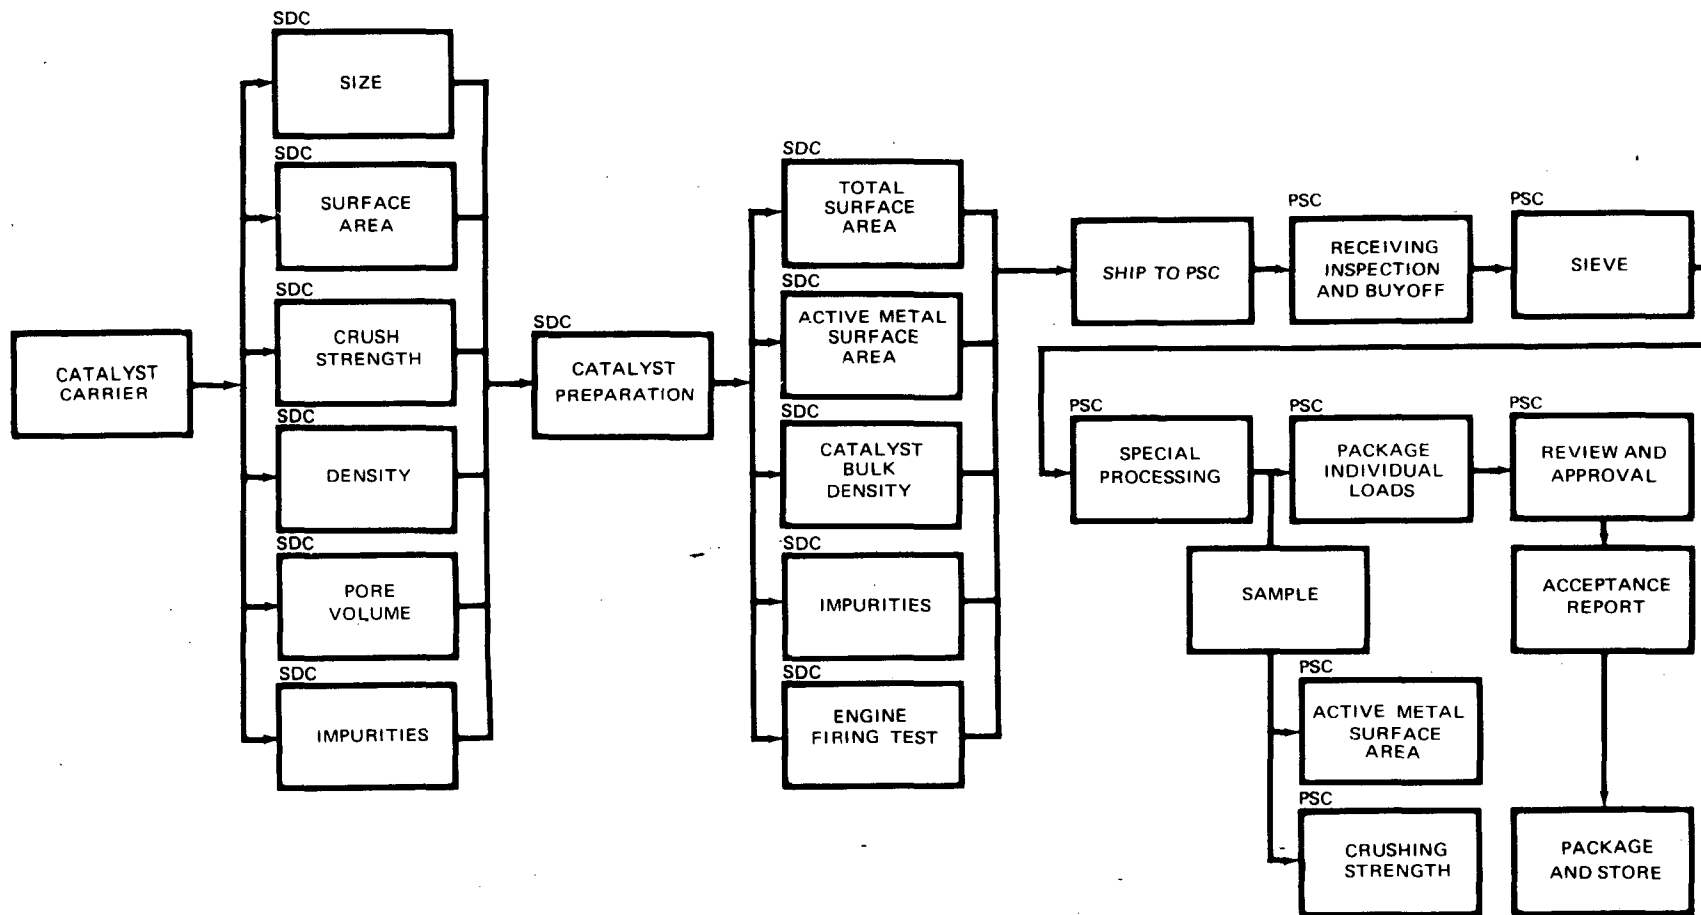 SDC
SIZE
SDC
SURFACE
AREA
SDC
CRUSH
STRENGTH
SDC
DENSITY
SDC
PORE
VOLUME
SDC
IMPURITIES
CATALYST
CARRIER
SDC
CATALYST
PREPARATION
SDC
TOTAL
SURFACE
AREA
SDC
ACTIVE METAL
SURFACE
AREA
SDC
CATALYST
BULK
DENSITY
SDC
IMPURITIES
SDC
ENGINE
FIRING TEST
SHIP TO PSC
PSC
RECEIVING
INSPECTION
AND BUYOFF
PSC
SIEVE
PSC
SPECIAL
PROCESSING
PSC
PACKAGE
INDIVIDUAL
LOADS
PSC
REVIEW AND
APPROVAL
SAMPLE
ACCEPTANCE
REPORT
PSC
ACTIVE METAL
SURFACE
AREA
PSC
CRUSHING
STRENGTH
PACKAGE
AND STORE